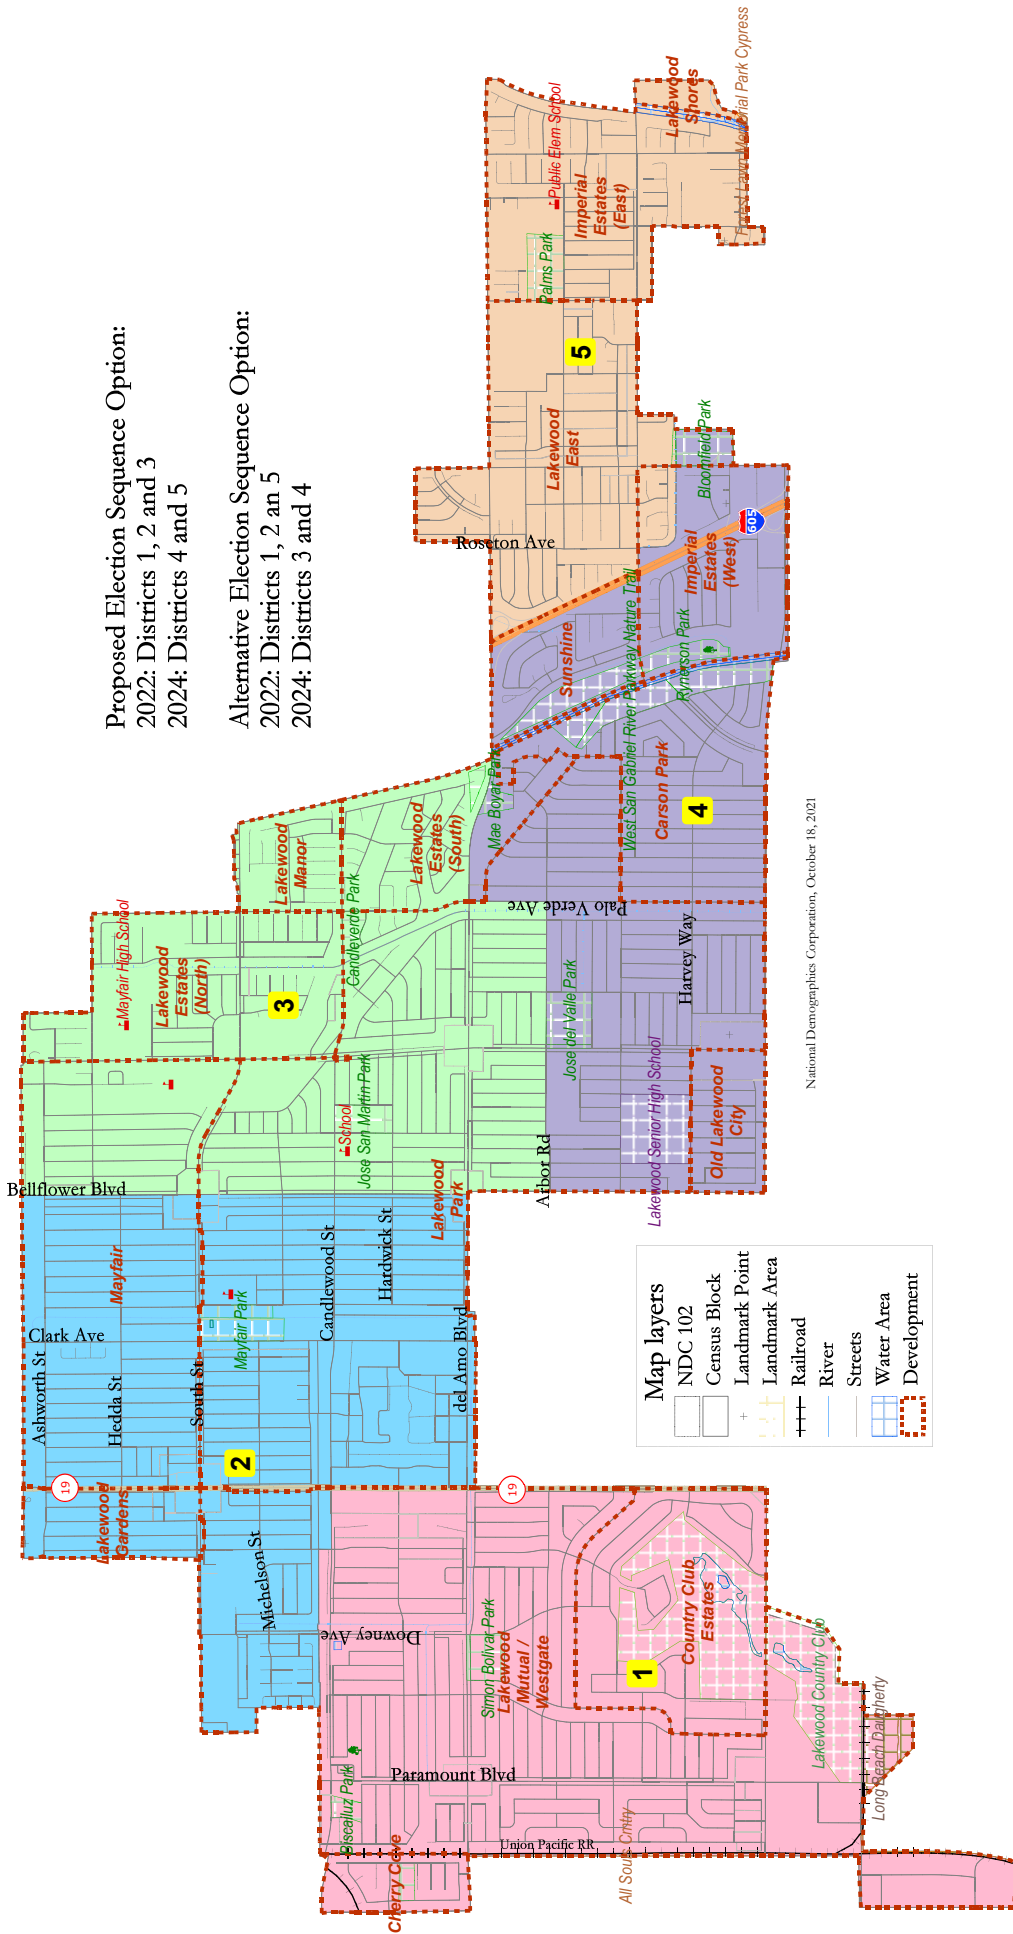 Proposed Election Sequence Option:
2022: Districts 1, 2 and 3
2024: Districts 4 and 5
Alternative Election Sequence Option:
2022: Districts 1, 2 an 5
2024: Districts 3 and 4
Lakewood
Shores
Forest Lawn Memorial Park Cypress
Public Elem School
Imperial
Estates
(East)
Palms Park
5
Lakewood
East
Bloomfield Park
Roseton Ave
605
Imperial
Estates
(West)
Sunshine
West San Gabriel River Parkway Nature Trail
Rynerson Park
Mae Boyar Park
Carson Park
4
Lakewood
Manor
Lakewood
Estates
(South)
Candleverde Park
Mayfair High School
Lakewood
Estates
(North)
3
Palo Verde Ave
Harvey Way
Jose del Valle Park
Lakewood Senior High School
Old Lakewood
City
School
Jose San Martin Park
Arbor Rd
Bellflower Blvd
Lakewood
Park
Mayfair
Candlewood St
Hardwick St
Mayfair Park
Clark Ave
Ashworth St
Hedda St
South St
del Amo Blvd
2
19
Lakewood
Gardens
19
Michelson St
Downey Ave
Simon Bolivar Park
Lakewood
Mutual /
Westgate
Country Club
Estates
1
Lakewood Country Club
Long Beach Daugherty
Paramount Blvd
Biscailuz Park
Union Pacific RR
All Souls Cmtry
Cherry Cove
Map layers
NDC 102
Census Block
Landmark Point
Landmark Area
Railroad
River
Streets
Water Area
Development
National Demographics Corporation, October 18, 2021